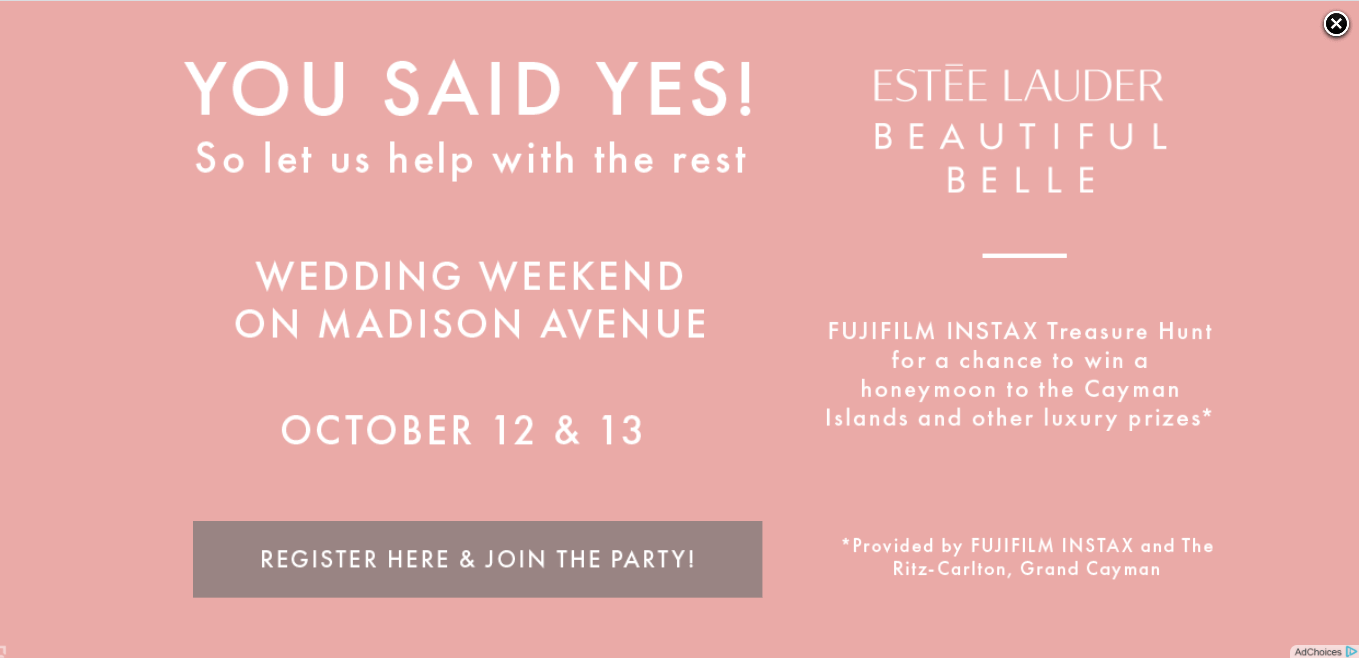 YOU SAID YES!
So let us help with the rest
WEDDING WEEKEND
ON MADISON AVENUE
OCTOBER 12 & 13
REGISTER HERE & JOIN THE PARTY!
ESTĒE LAUDER
BEAUTIFUL
BELLE
FUJIFILM INSTAX Treasure Hunt
for a chance to win a
honeymoon to the Cayman
Islands and other luxury prizes*
*Provided by FUJIFILM INSTAX and The
Ritz-Carlton, Grand Cayman
AdChoices